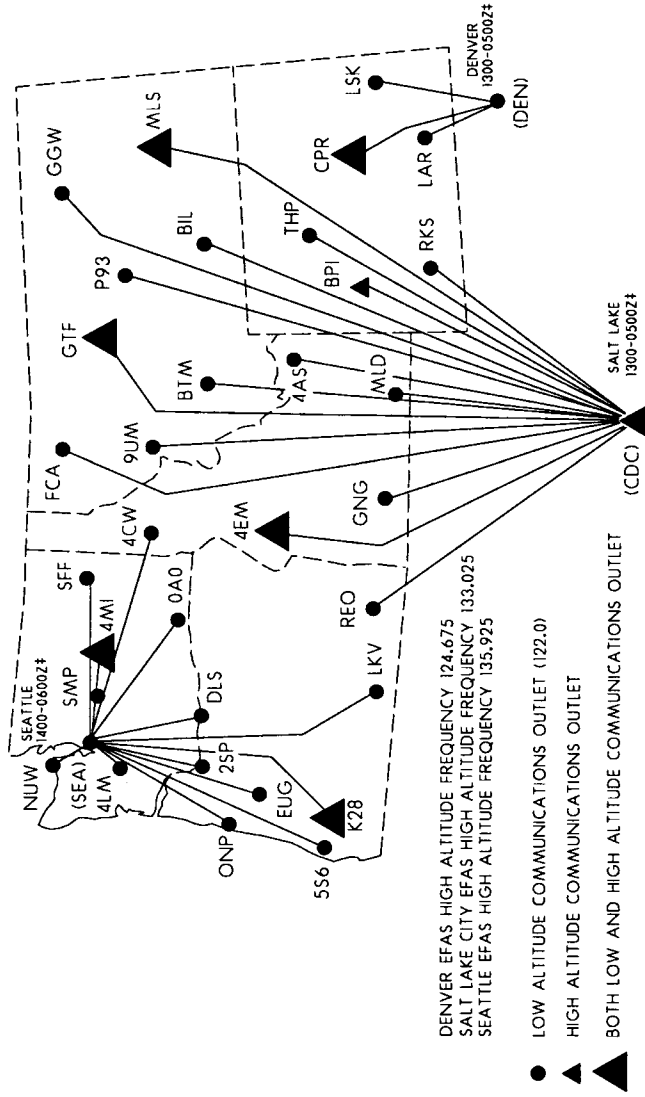 NUW
SEATTLE
1400-0600Z‡
(SEA)
SMP
4MI
SFF
4LM
4CW
0A0
ONP
2SP
DLS
EUG
5S6
K28
LKV
REO
FCA
GTF
P93
GGW
9UM
BTM
BIL
MLS
4EM
4AS
GNG
MLD
BPI
THP
CPR
LSK
RKS
LAR
DENVER
1300-0500Z‡
(DEN)
SALT LAKE
1300-0500Z‡
(CDC)
DENVER EFAS HIGH ALTITUDE FREQUENCY 124.675
SALT LAKE CITY EFAS HIGH ALTITUDE FREQUENCY 133.025
SEATTLE EFAS HIGH ALTITUDE FREQUENCY 135.925
LOW ALTITUDE COMMUNICATIONS OUTLET (122.0)
HIGH ALTITUDE COMMUNICATIONS OUTLET
BOTH LOW AND HIGH ALTITUDE COMMUNICATIONS OUTLET